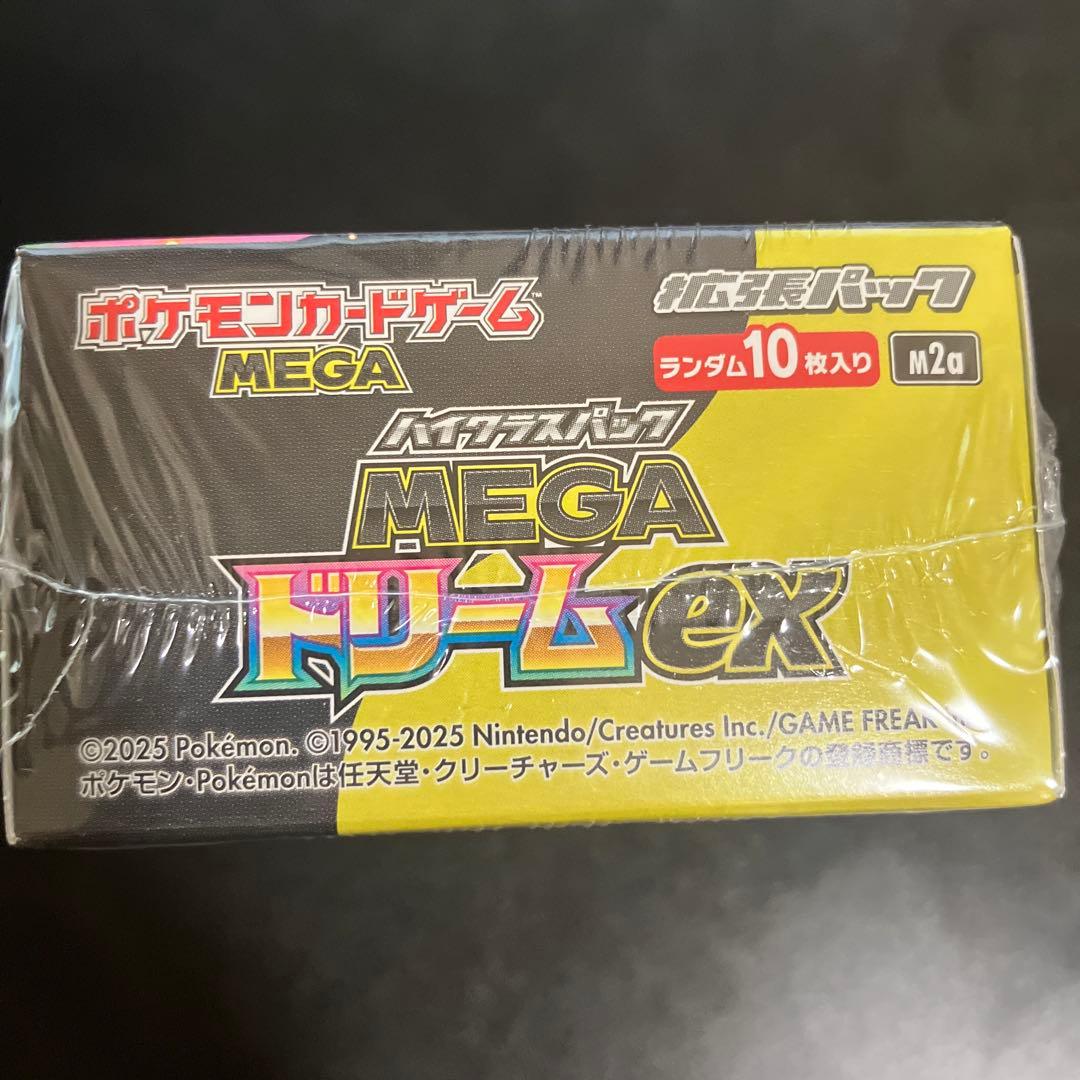 ポケモンカードゲーム™
MEGA
拡張パック
ランダム10枚入り
M2a
ハイクラスパック
MEGA
ドリームex
©2025 Pokémon. ©1995-2025 Nintendo/Creatures Inc./GAME FREAK
ポケモン・Pokémonは任天堂・クリーチャーズ・ゲームフリークの登録商標です。